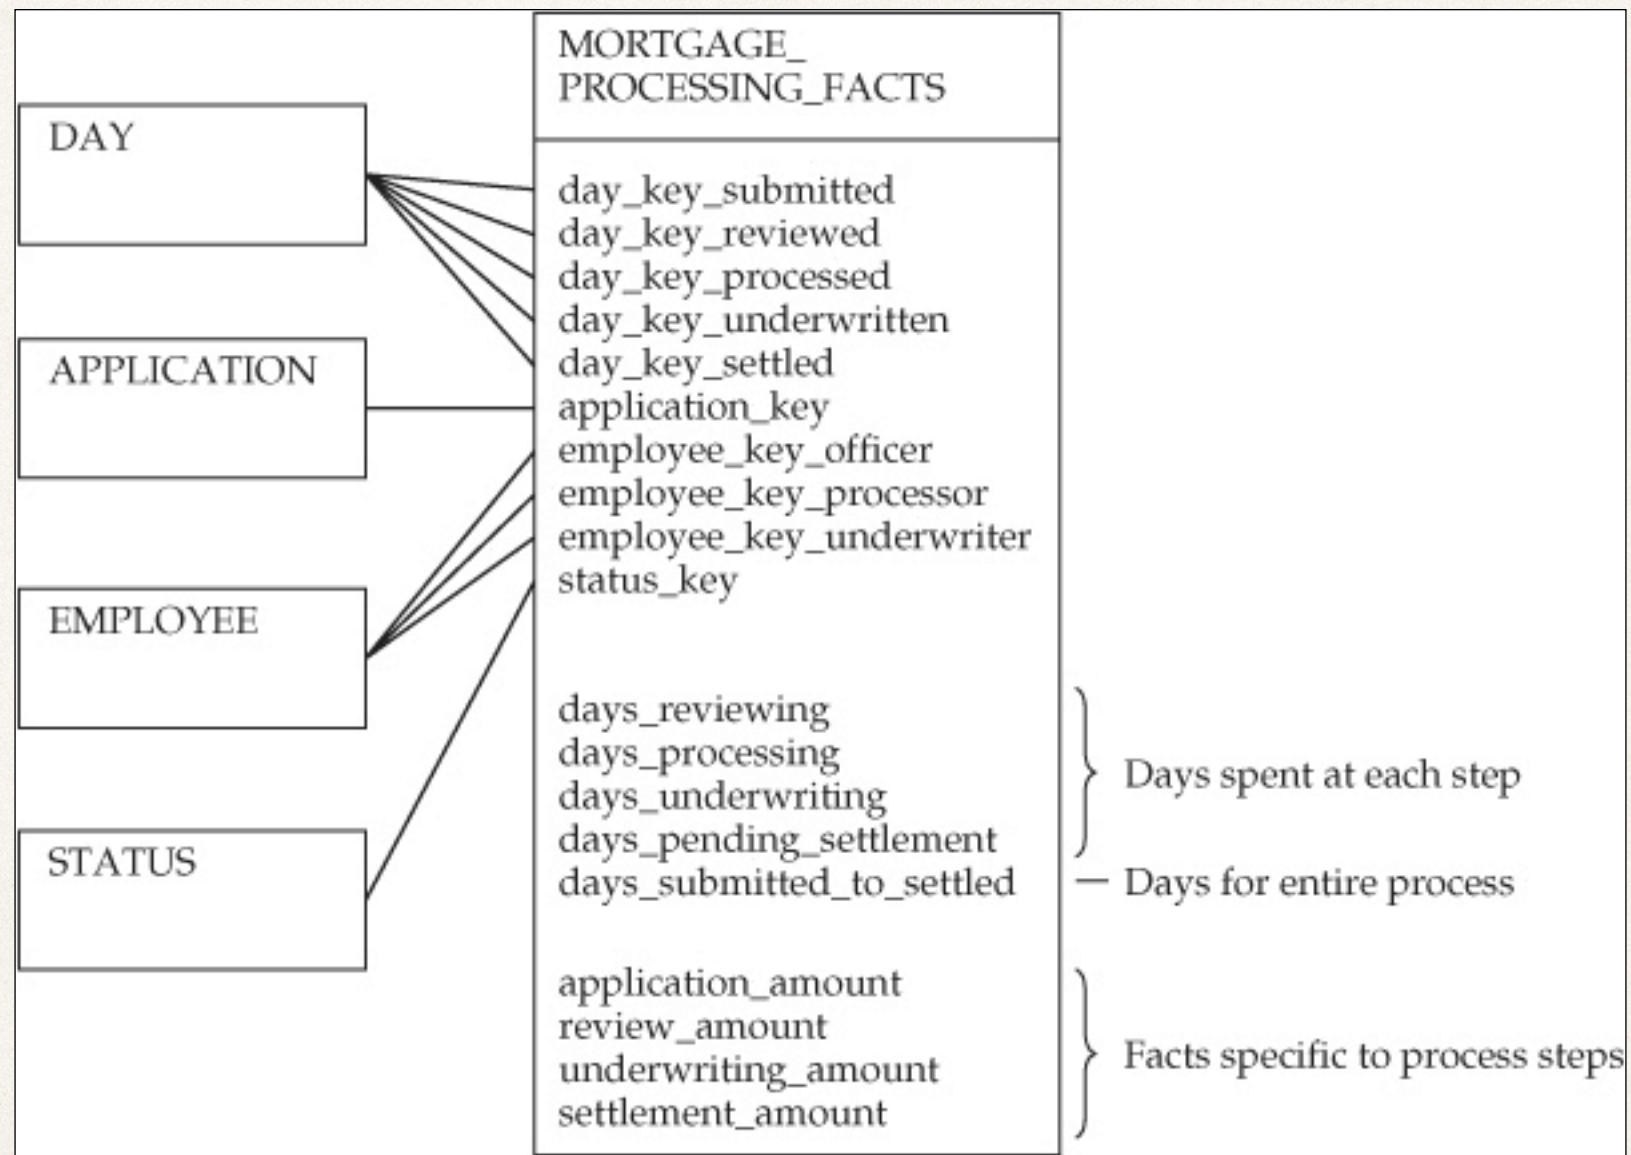 DAY
APPLICATION
EMPLOYEE
STATUS
MORTGAGE_
PROCESSING_FACTS
day_key_submitted
day_key_reviewed
day_key_processed
day_key_underwritten
day_key_settled
application_key
employee_key_officer
employee_key_processor
employee_key_underwriter
status_key
days_reviewing
days_processing
days_underwriting
days_pending_settlement
days_submitted_to_settled
application_amount
review_amount
underwriting_amount
settlement_amount
Days spent at each step
Days for entire process
Facts specific to process steps